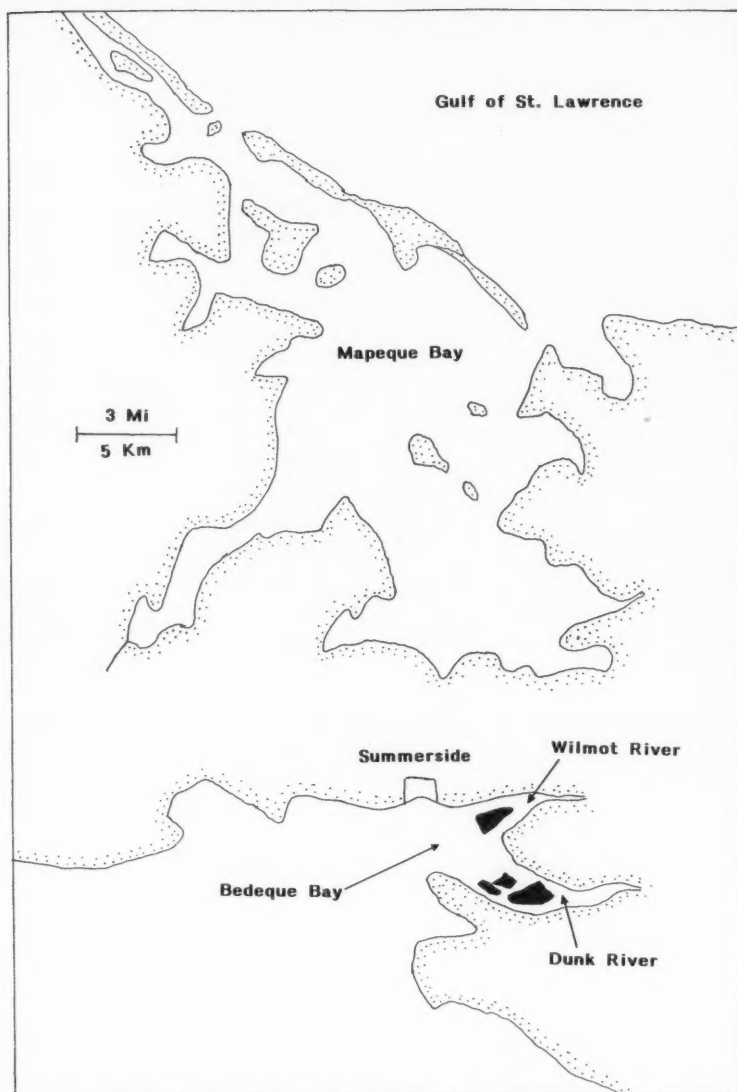 Gulf of St. Lawrence
Mapeque Bay
3 Mi
5 Km
Summerside
Wilmot River
Bedeque Bay
Dunk River